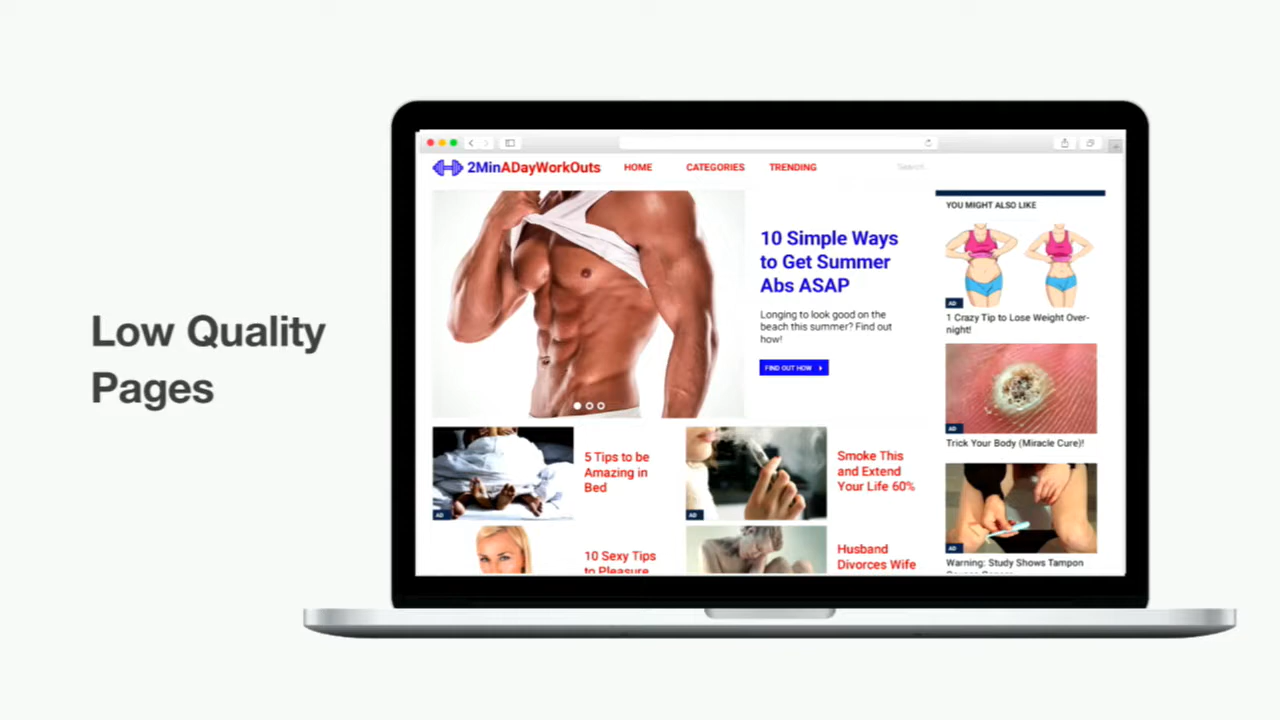 Low Quality
Pages
2MinADayWorkOuts
HOME
CATEGORIES
TRENDING
Search
10 Simple Ways
to Get Summer
Abs ASAP
Longing to look good on the
beach this summer? Find out
how!
FIND OUT HOW
YOU MIGHT ALSO LIKE
AD
1 Crazy Tip to Lose Weight Over-
night!
AD
Trick Your Body (Miracle Cure)!
AD
Warning: Study Shows Tampon
AD
5 Tips to be
Amazing in
Bed
AD
Smoke This
and Extend
Your Life 60%
10 Sexy Tips
to Pleasure
Husband
Divorces Wife